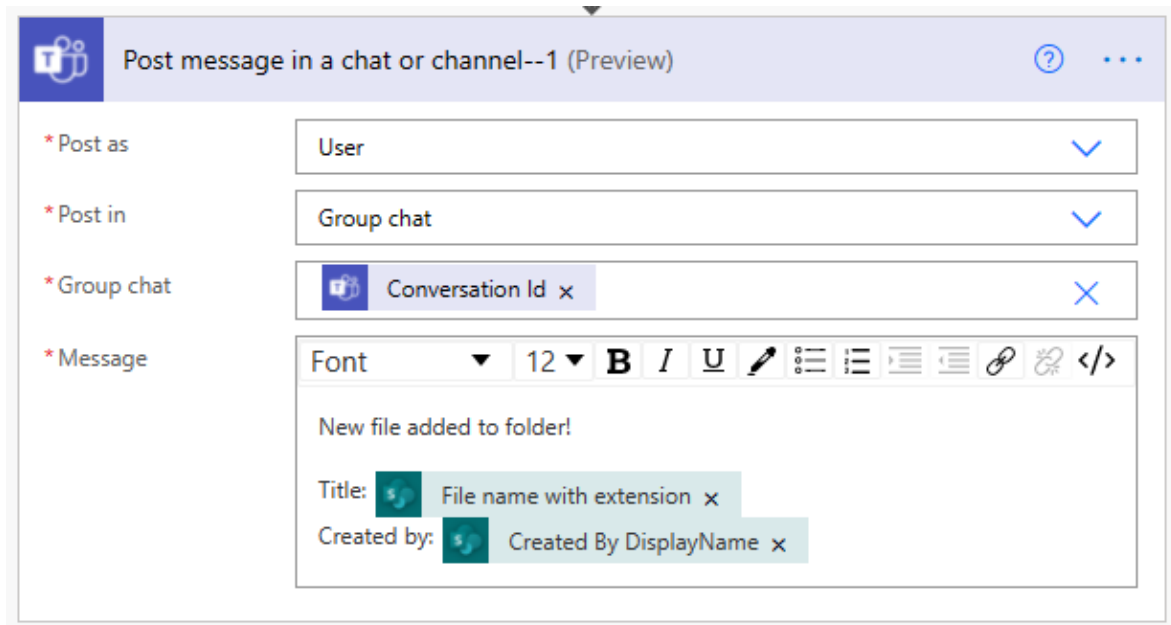 Post message in a chat or channel--1 (Preview)
* Post as
User
* Post in
Group chat
* Group chat
Conversation Id ×
* Message
Font 12 B I U </>
New file added to folder!
Title: File name with extension ×
Created by: Created By DisplayName ×